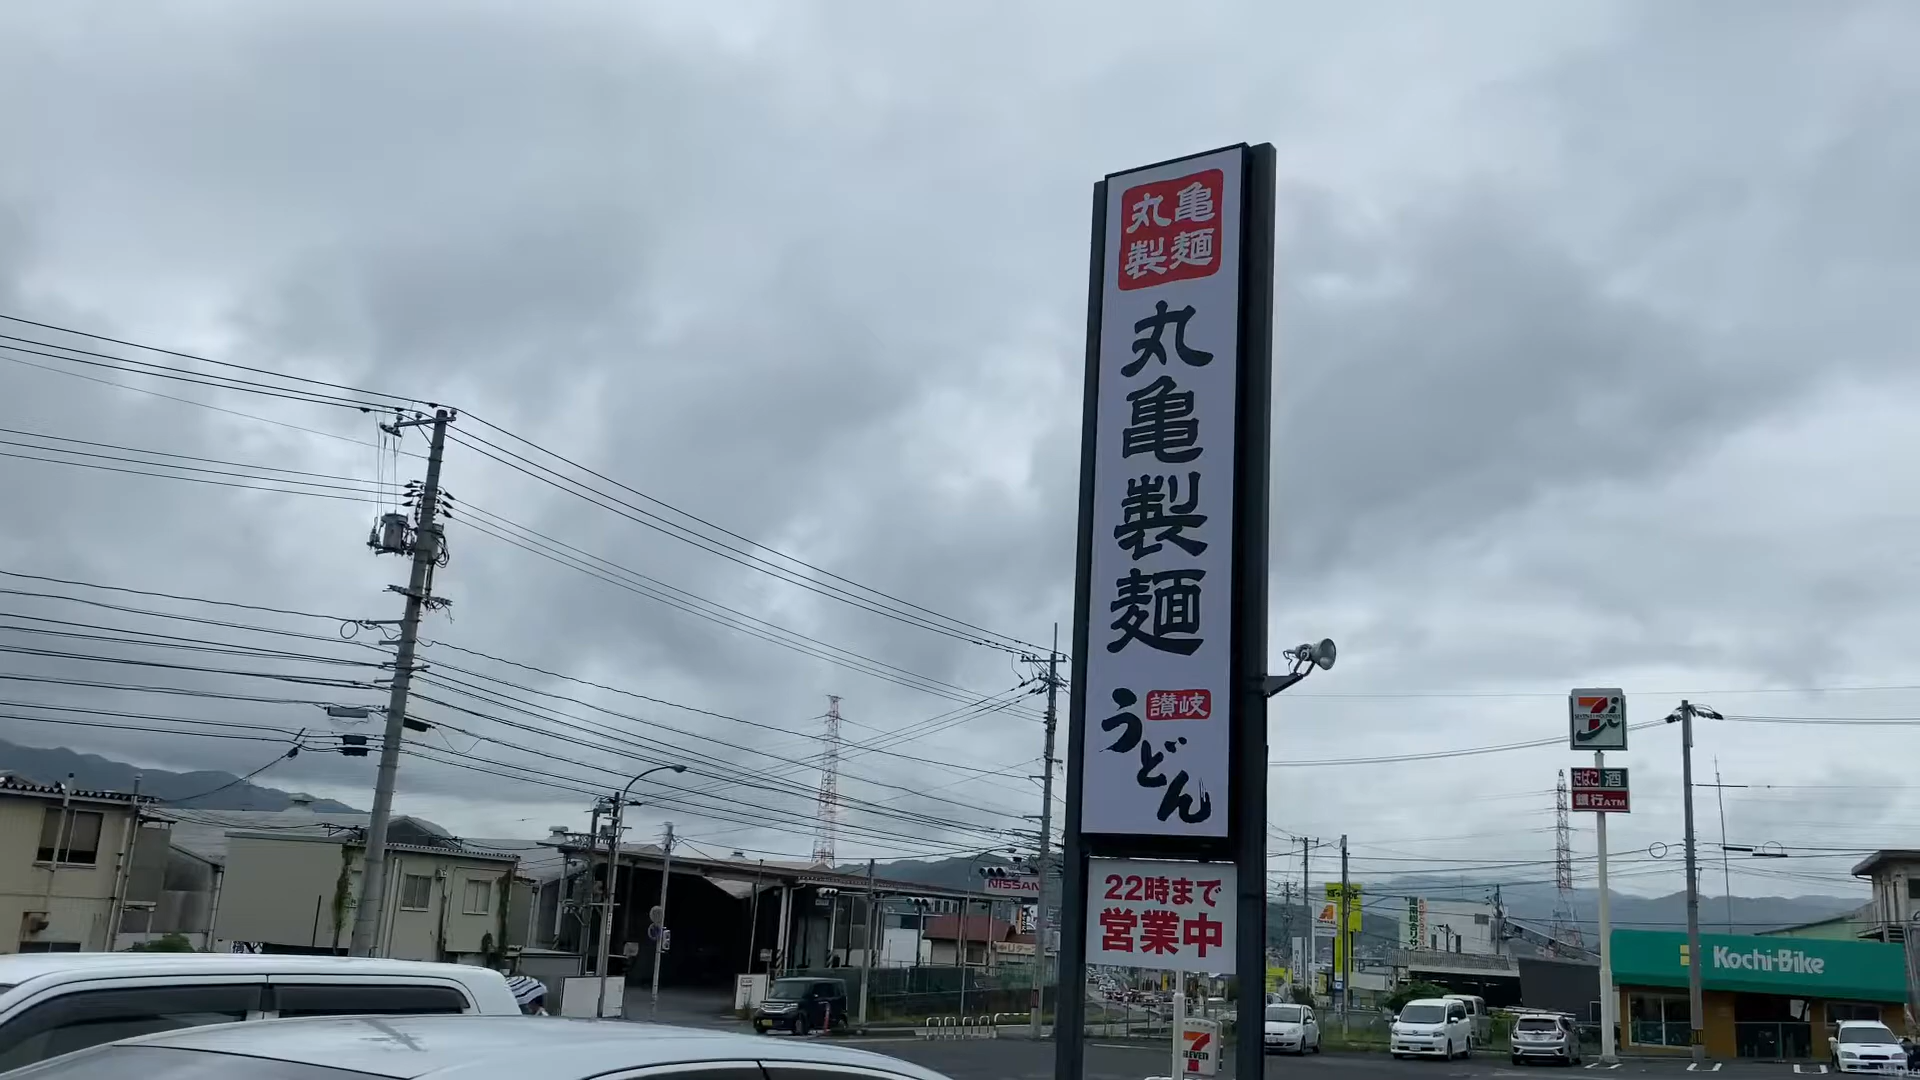 丸亀
製麺
丸亀製麺
讃岐
うどん
22時まで
営業中
NISSAN
たばこ 酒
銀行ATM
Kochi-Bike
7
ELEVEN